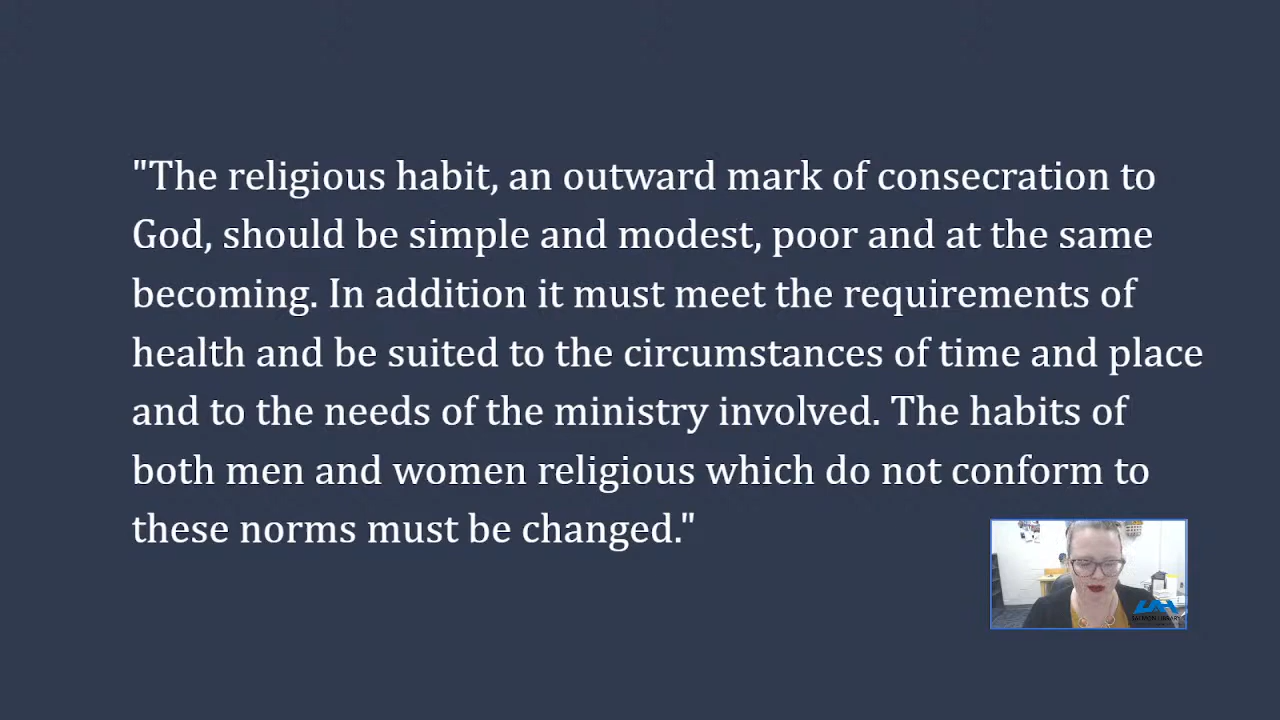 "The religious habit, an outward mark of consecration to
God, should be simple and modest, poor and at the same
becoming. In addition it must meet the requirements of
health and be suited to the circumstances of time and place
and to the needs of the ministry involved. The habits of
both men and women religious which do not conform to
these norms must be changed."
UAH
SALMON LIBRARY